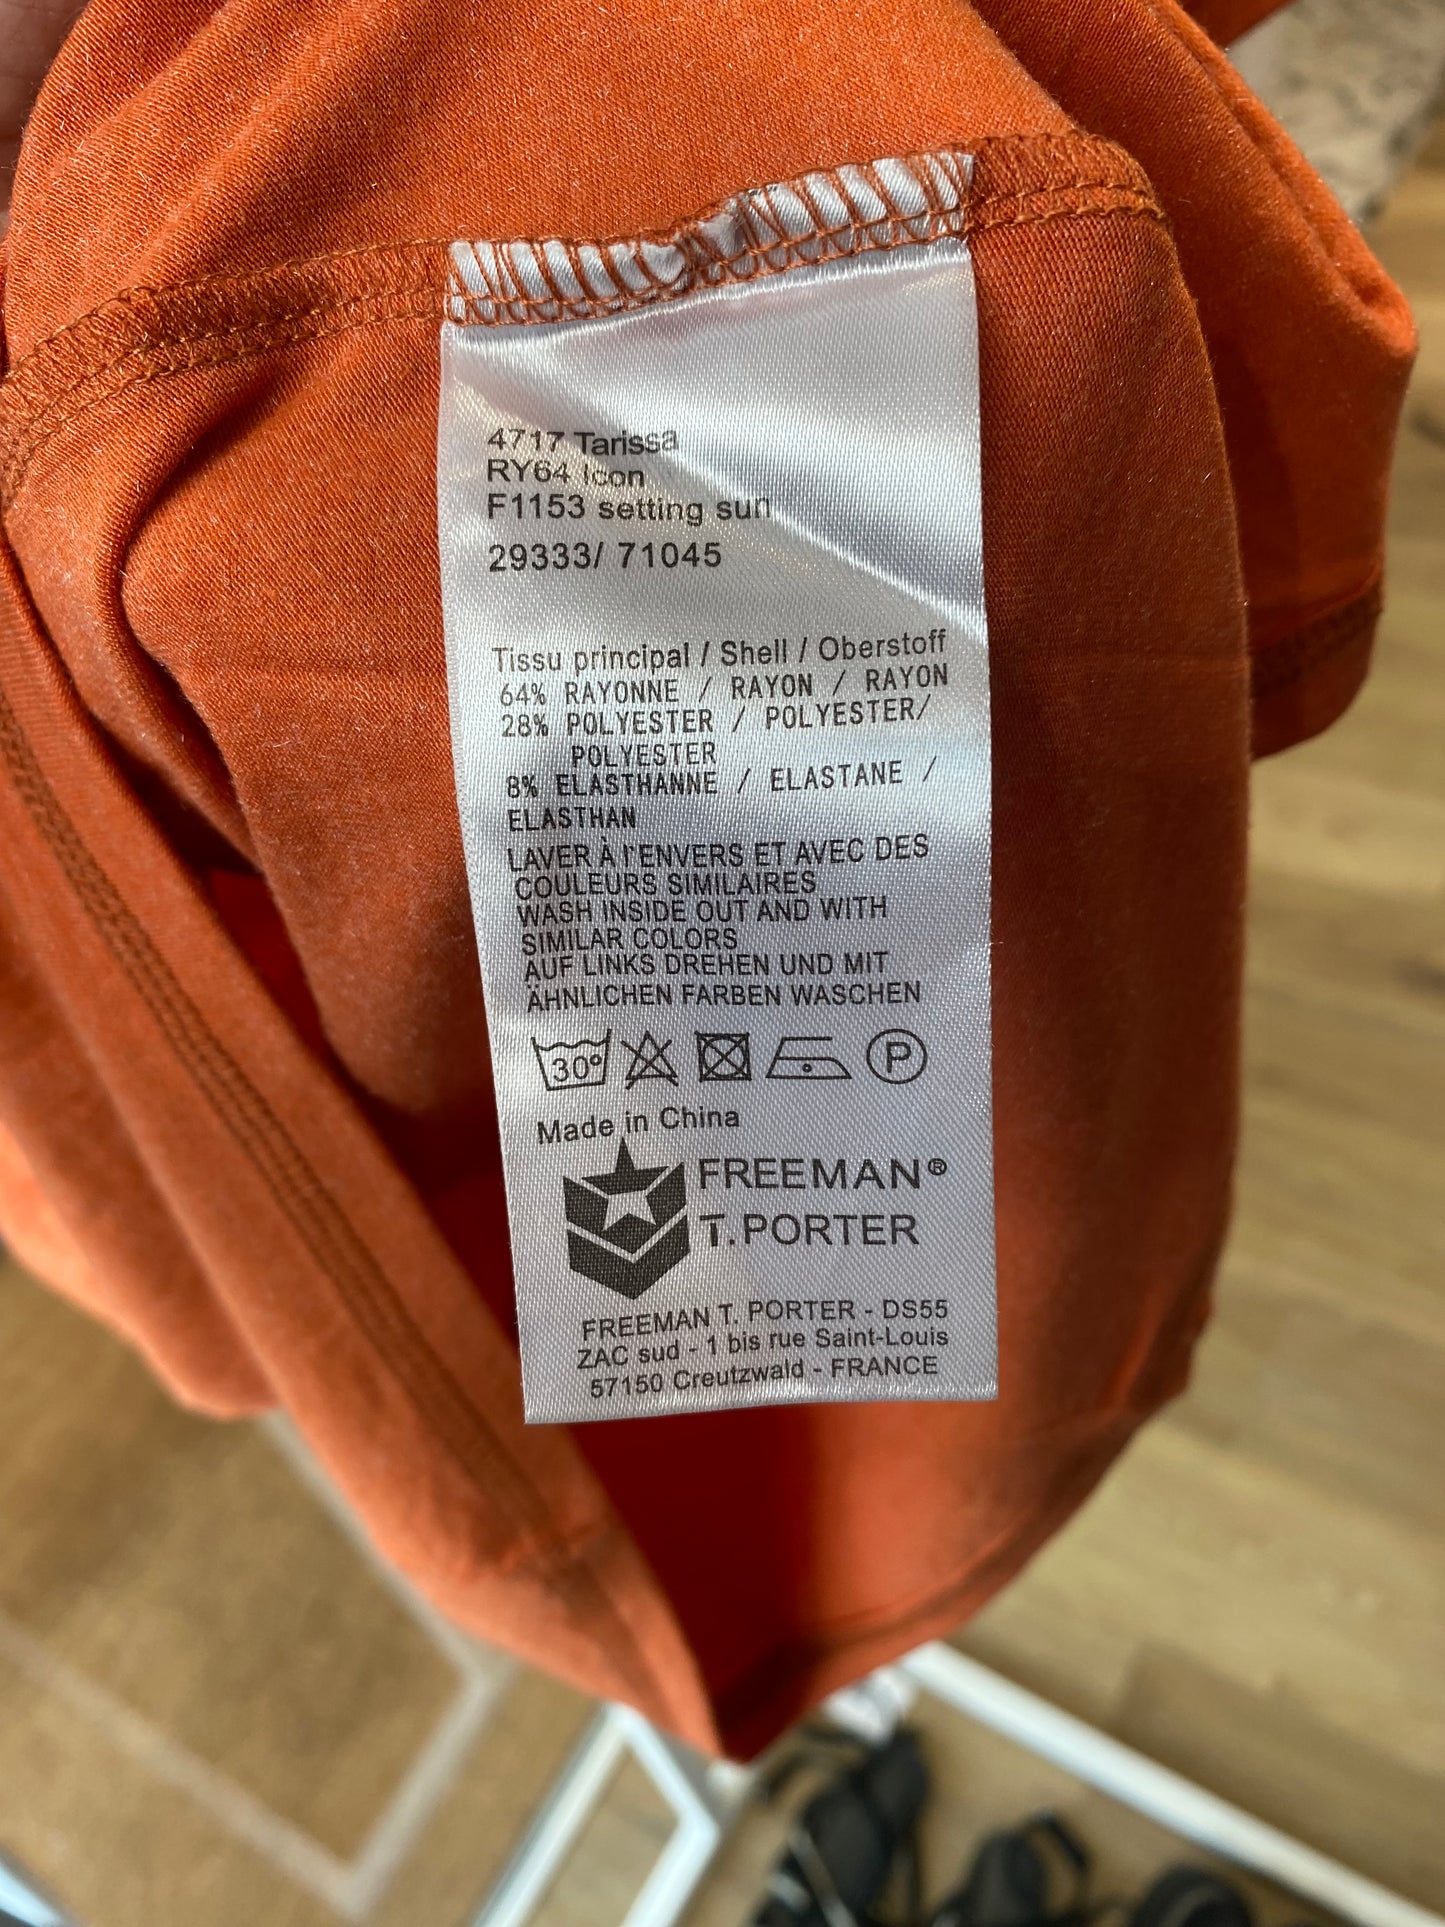 4717 Tarissa
RY64 Icon
F1153 setting sun
29333/ 71045
Tissu principal / Shell / Oberstoff
64% RAYONNE / RAYON / RAYON
28% POLYESTER / POLYESTER/
POLYESTER
8% ELASTHANNE / ELASTANE /
ELASTHAN
LAVER À l'ENVERS ET AVEC DES
COULEURS SIMILAIRES
WASH INSIDE OUT AND WITH
SIMILAR COLORS
AUF LINKS DREHEN UND MIT
ÄHNLICHEN FARBEN WASCHEN
30° P
Made in China
FREEMAN®
T.PORTER
FREEMAN T. PORTER - DS55
ZAC sud - 1 bis rue Saint-Louis
57150 Creutzwald - FRANCE